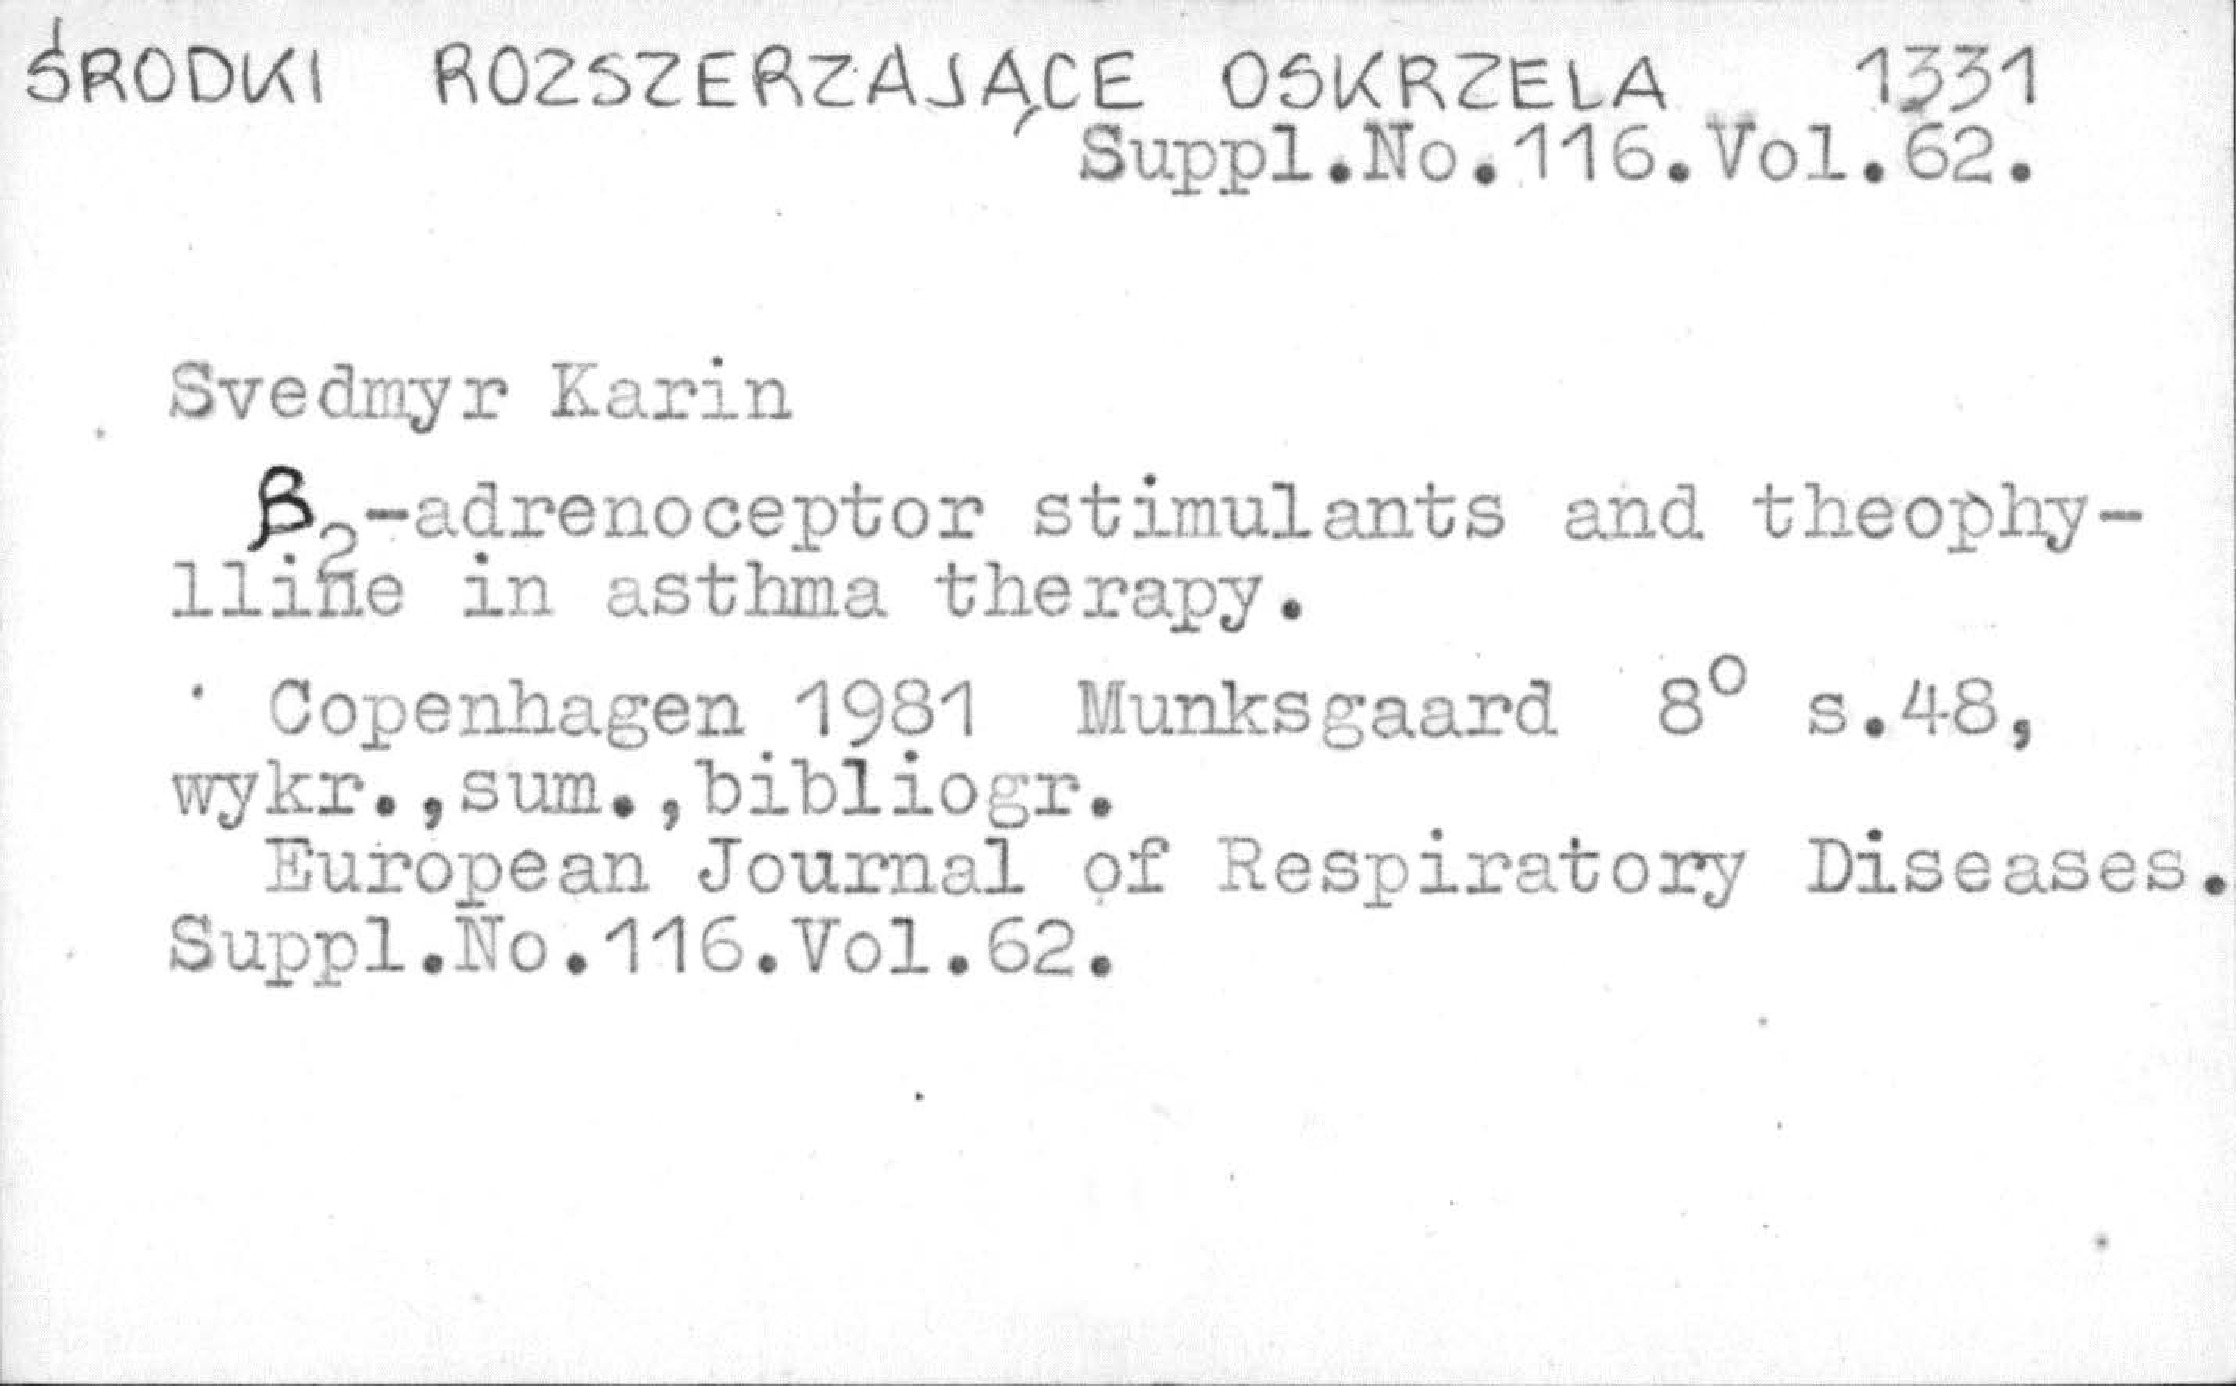 ŚRODKI ROZSZERZAJĄCE OSKRZELA 1331
Suppl.No.116.Vol.62.
Svedmyr Karin
β₂-adrenoceptor stimulants and theophy-
lline in asthma therapy.
Copenhagen 1981 Munksgaard 8° s.48,
wykr.,sum.,bibliogr.
European Journal of Respiratory Diseases.
Suppl.No.116.Vol.62.